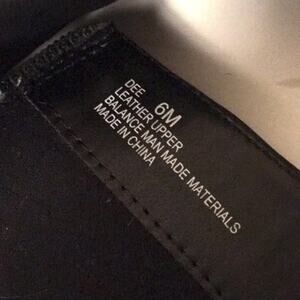 DEE 6M
LEATHER UPPER
BALANCE MAN MADE MATERIALS
MADE IN CHINA